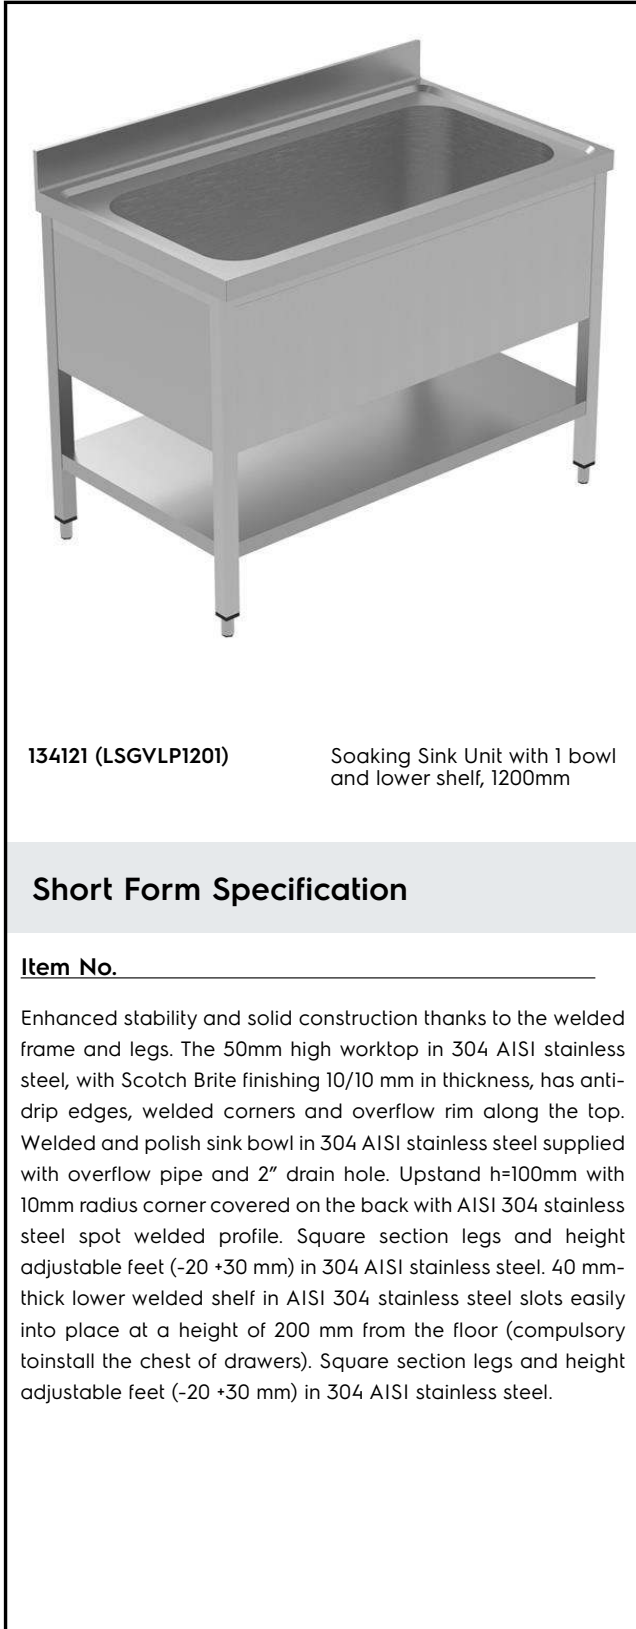 134121 (LSGVLP1201)
Soaking Sink Unit with 1 bowl
and lower shelf, 1200mm
Short Form Specification
Item No.
Enhanced stability and solid construction thanks to the welded
frame and legs. The 50mm high worktop in 304 AISI stainless
steel, with Scotch Brite finishing 10/10 mm in thickness, has anti-
drip edges, welded corners and overflow rim along the top.
Welded and polish sink bowl in 304 AISI stainless steel supplied
with overflow pipe and 2” drain hole. Upstand h=100mm with
10mm radius corner covered on the back with AISI 304 stainless
steel spot welded profile. Square section legs and height
adjustable feet (-20 +30 mm) in 304 AISI stainless steel. 40 mm-
thick lower welded shelf in AISI 304 stainless steel slots easily
into place at a height of 200 mm from the floor (compulsory
toinstall the chest of drawers). Square section legs and height
adjustable feet (-20 +30 mm) in 304 AISI stainless steel.